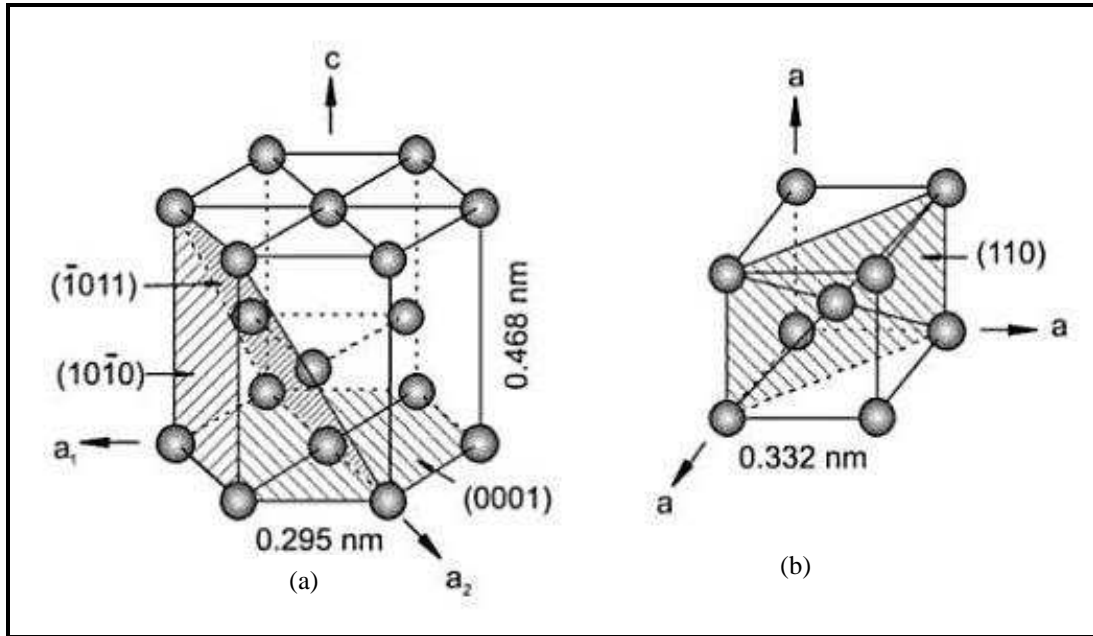 c
(1̄011)
(101̄0)
a₁
0.468 nm
(0001)
0.295 nm
a₂
(a)
a
(110)
a
0.332 nm
a
(b)